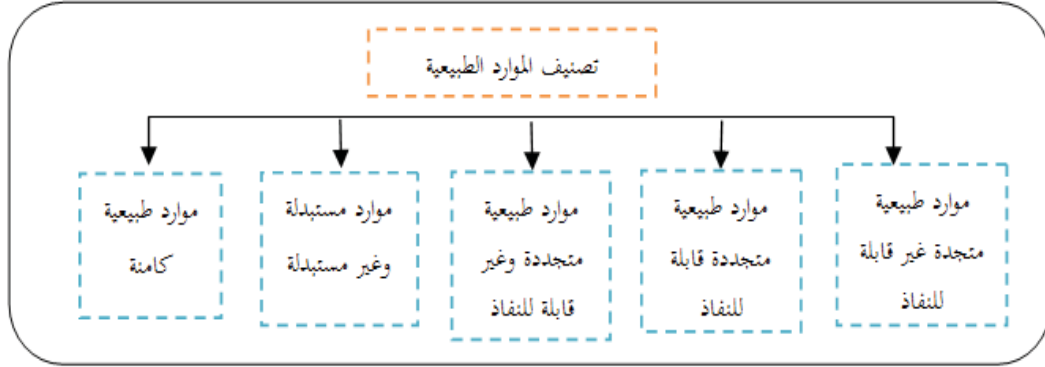 تصنيف الموارد الطبيعية
موارد طبيعية
متجدة غير قابلة
للنفاذ
موارد طبيعية
متجددة قابلة
للنفاذ
موارد طبيعية
متجددة وغير
قابلة للنفاذ
موارد مستبدلة
وغير مستبدلة
موارد طبيعية
كامنة